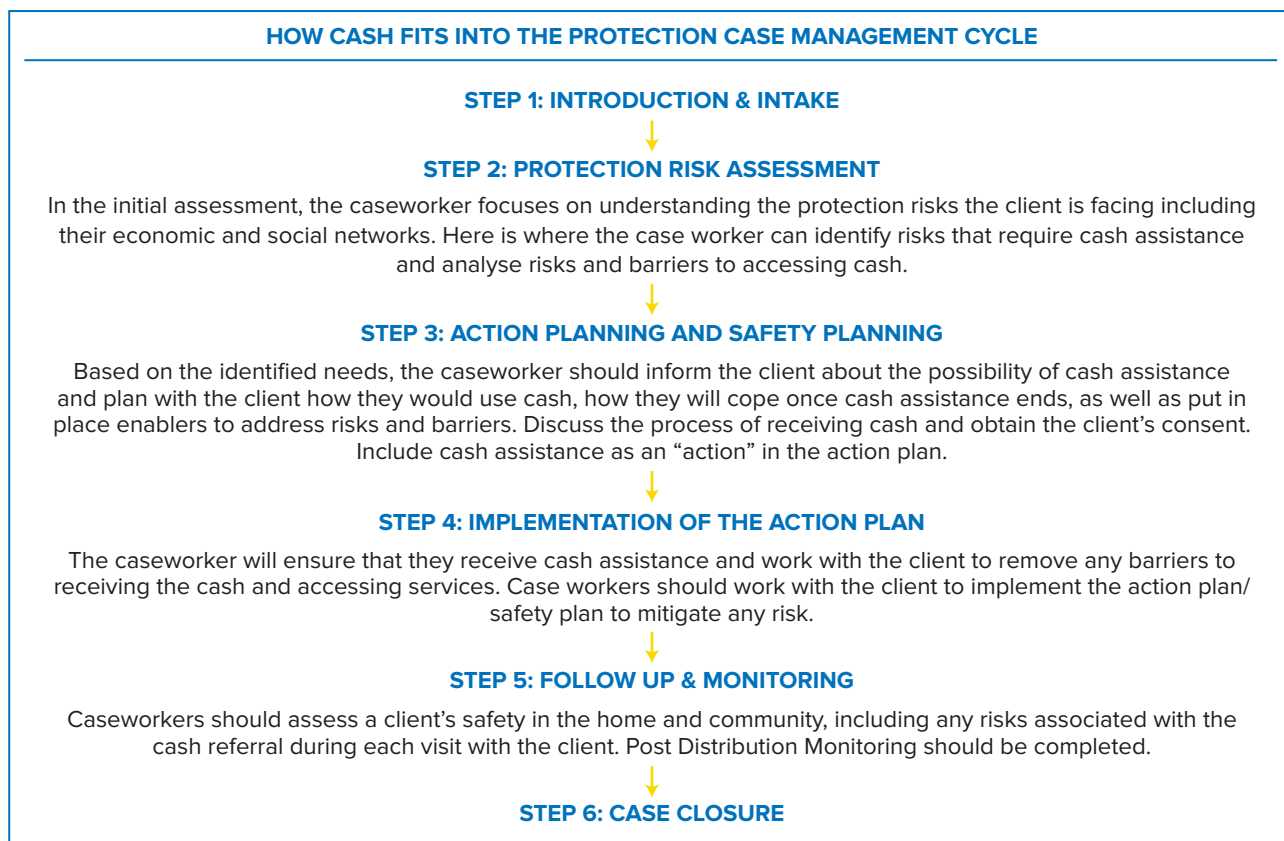 HOW CASH FITS INTO THE PROTECTION CASE MANAGEMENT CYCLE
STEP 1: INTRODUCTION & INTAKE
STEP 2: PROTECTION RISK ASSESSMENT
In the initial assessment, the caseworker focuses on understanding the protection risks the client is facing including
their economic and social networks. Here is where the case worker can identify risks that require cash assistance
and analyse risks and barriers to accessing cash.
STEP 3: ACTION PLANNING AND SAFETY PLANNING
Based on the identified needs, the caseworker should inform the client about the possibility of cash assistance
and plan with the client how they would use cash, how they will cope once cash assistance ends, as well as put in
place enablers to address risks and barriers. Discuss the process of receiving cash and obtain the client’s consent.
Include cash assistance as an “action” in the action plan.
STEP 4: IMPLEMENTATION OF THE ACTION PLAN
The caseworker will ensure that they receive cash assistance and work with the client to remove any barriers to
receiving the cash and accessing services. Case workers should work with the client to implement the action plan/
safety plan to mitigate any risk.
STEP 5: FOLLOW UP & MONITORING
Caseworkers should assess a client’s safety in the home and community, including any risks associated with the
cash referral during each visit with the client. Post Distribution Monitoring should be completed.
STEP 6: CASE CLOSURE